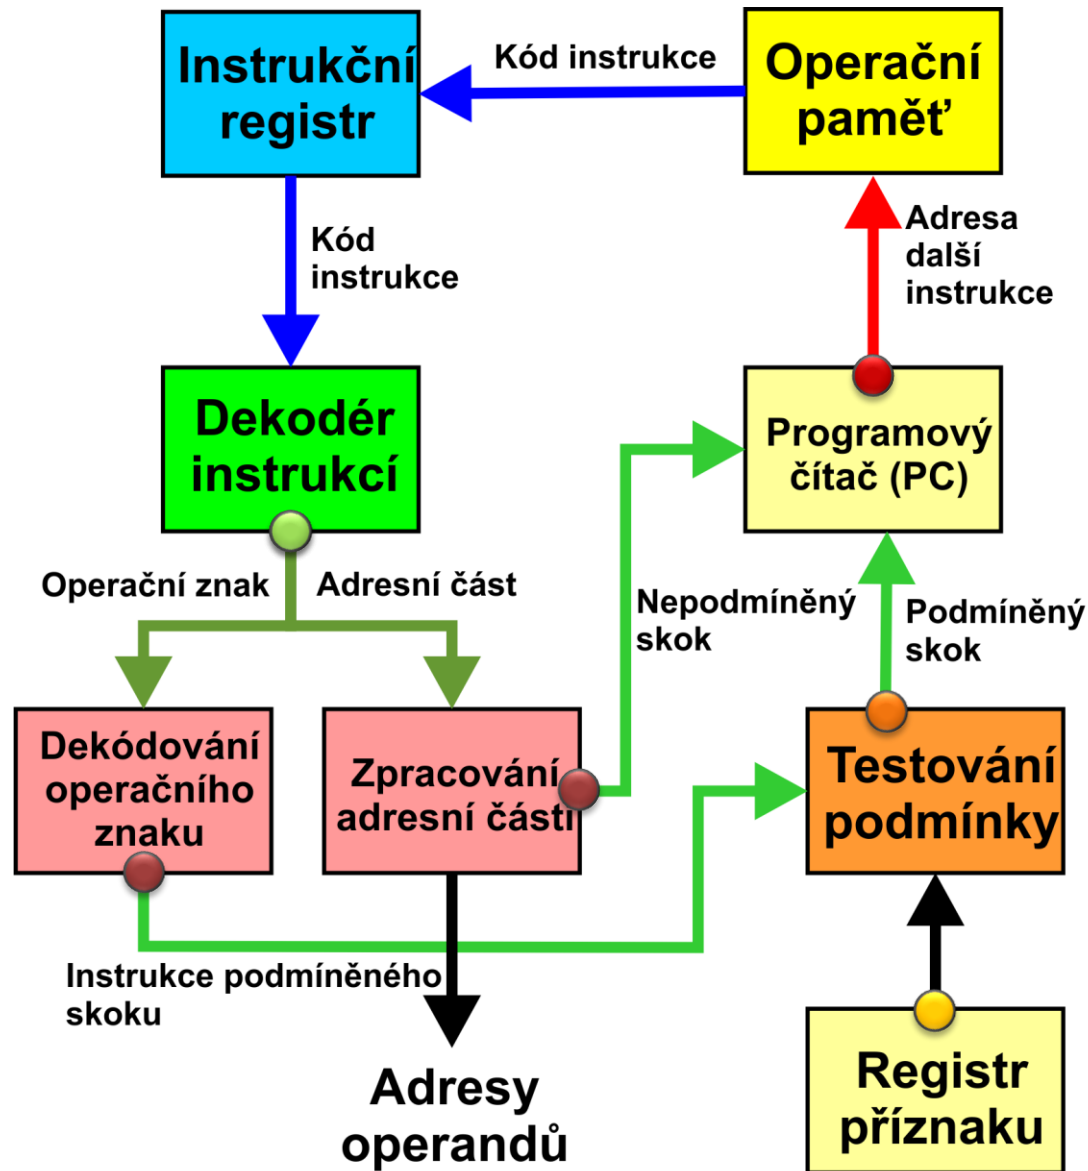 Instrukční
registr
Kód instrukce
Operační
paměť
Kód
instrukce
Adresa
další
instrukce
Dekodér
instrukcí
Programový
čítač (PC)
Operační znak
Adresní část
Nepodmíněný
skok
Podmíněný
skok
Dekódování
operačního
znaku
Zpracování
adresní části
Testování
podmínky
Instrukce podmíněného
skoku
Adresy
operandů
Registr
příznaku